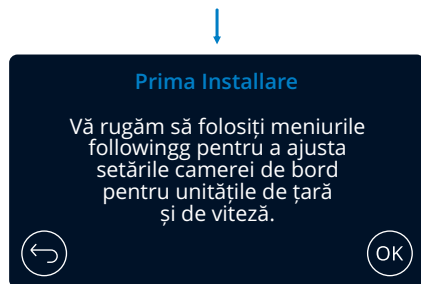 Prima Installare
Vă rugăm să folosiți meniurile
followingg pentru a ajusta
setările camerei de bord
pentru unitățile de țară
și de viteză.
OK